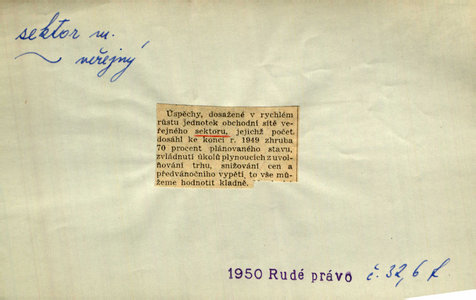 sektor m.
~ veřejný
Úspěchy, dosažené v rychlém
růstu jednotek obchodní sítě ve-
řejného sektoru, jejichž počet
dosáhl ke konci r. 1949 zhruba
70 procent plánovaného stavu,
zvládnutí úkolů plynoucích z uvol-
ňování trhu, snižování cen a
předvánočního vypětí, to vše mů-
žeme hodnotit kladně.
1950 Rudé právo č. 32, 6